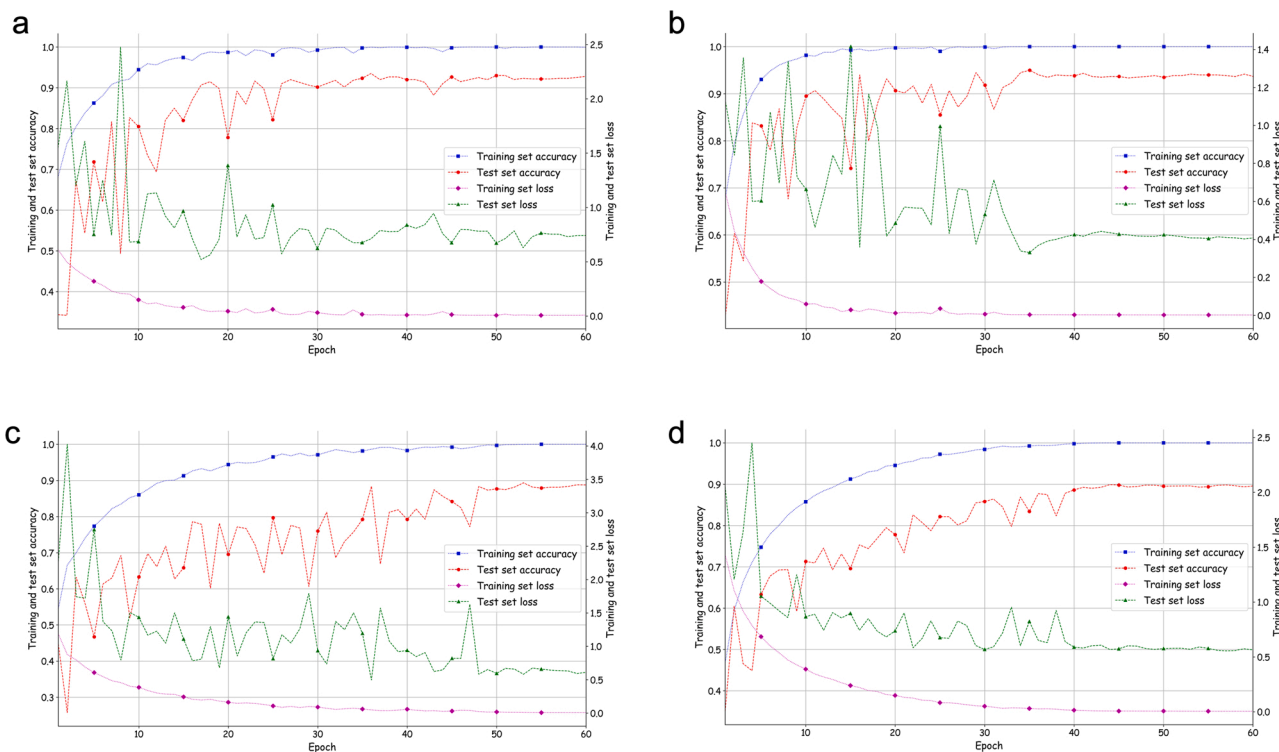 a
1.0
0.9
0.8
0.7
0.6
0.5
0.4
Training and test set accuracy
2.5
2.0
1.5
1.0
0.5
0.0
Training and test set loss
Training set accuracy
Test set accuracy
Training set loss
Test set loss
10
20
30
40
50
60
Epoch
b
1.0
0.9
0.8
0.7
0.6
0.5
Training and test set accuracy
1.4
1.2
1.0
0.8
0.6
0.4
0.2
0.0
Training and test set loss
Training set accuracy
Test set accuracy
Training set loss
Test set loss
10
20
30
40
50
60
Epoch
c
1.0
0.9
0.8
0.7
0.6
0.5
0.4
0.3
Training and test set accuracy
4.0
3.5
3.0
2.5
2.0
1.5
1.0
0.5
0.0
Training and test set loss
Training set accuracy
Test set accuracy
Training set loss
Test set loss
10
20
30
40
50
60
Epoch
d
1.0
0.9
0.8
0.7
0.6
0.5
0.4
Training and test set accuracy
2.5
2.0
1.5
1.0
0.5
0.0
Training and test set loss
Training set accuracy
Test set accuracy
Training set loss
Test set loss
10
20
30
40
50
60
Epoch